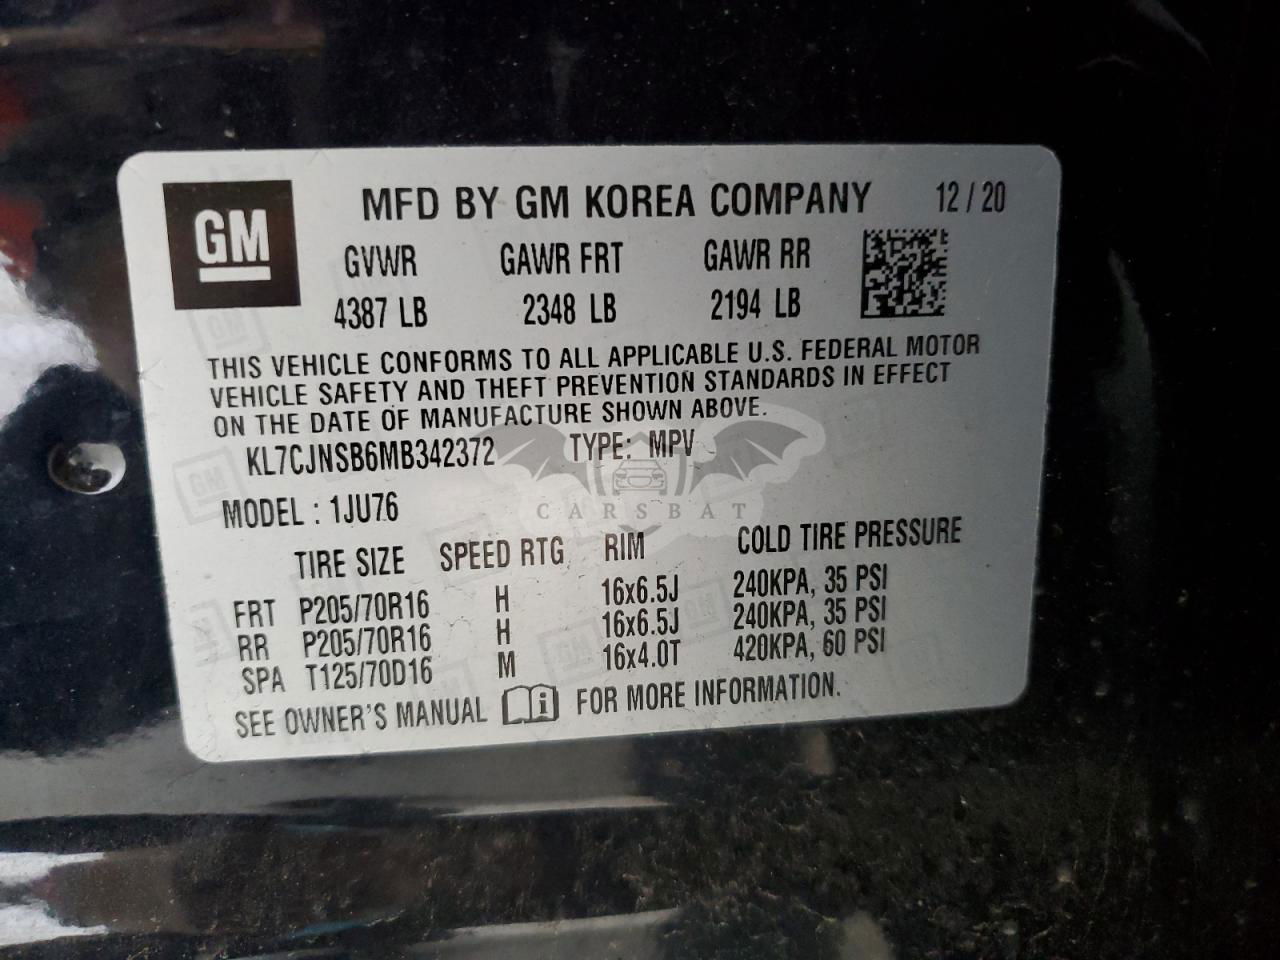 GM MFD BY GM KOREA COMPANY 12 / 20
GVWR GAWR FRT GAWR RR
4387 LB 2348 LB 2194 LB
THIS VEHICLE CONFORMS TO ALL APPLICABLE U.S. FEDERAL MOTOR
VEHICLE SAFETY AND THEFT PREVENTION STANDARDS IN EFFECT
ON THE DATE OF MANUFACTURE SHOWN ABOVE.
KL7CJNSB6MB342372 TYPE: MPV
CARSBAT
MODEL : 1JU76
TIRE SIZE SPEED RTG RIM COLD TIRE PRESSURE
FRT P205/70R16 H 16x6.5J 240KPA, 35 PSI
RR P205/70R16 H 16x6.5J 240KPA, 35 PSI
SPA T125/70D16 M 16x4.0T 420KPA, 60 PSI
SEE OWNER'S MANUAL FOR MORE INFORMATION.